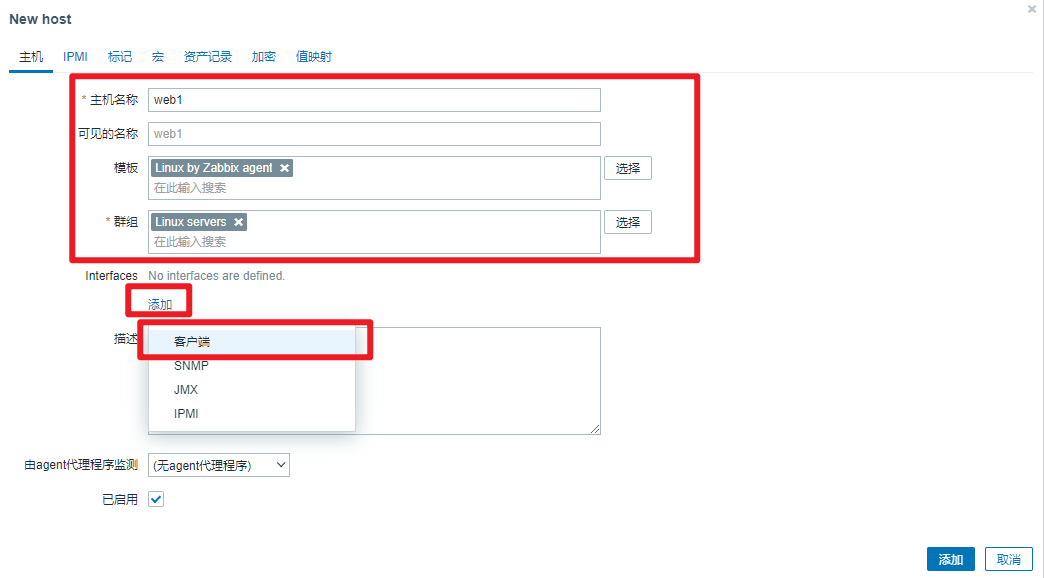 New host
主机 IPMI 标记 宏 资产记录 加密 值映射
* 主机名称 web1
可见的名称 web1
模板 Linux by Zabbix agent 选择
在此输入搜索
* 群组 Linux servers 选择
在此输入搜索
Interfaces No interfaces are defined.
添加
描述 客户端
SNMP
JMX
IPMI
由agent代理程序监测 (无agent代理程序)
已启用
添加 取消